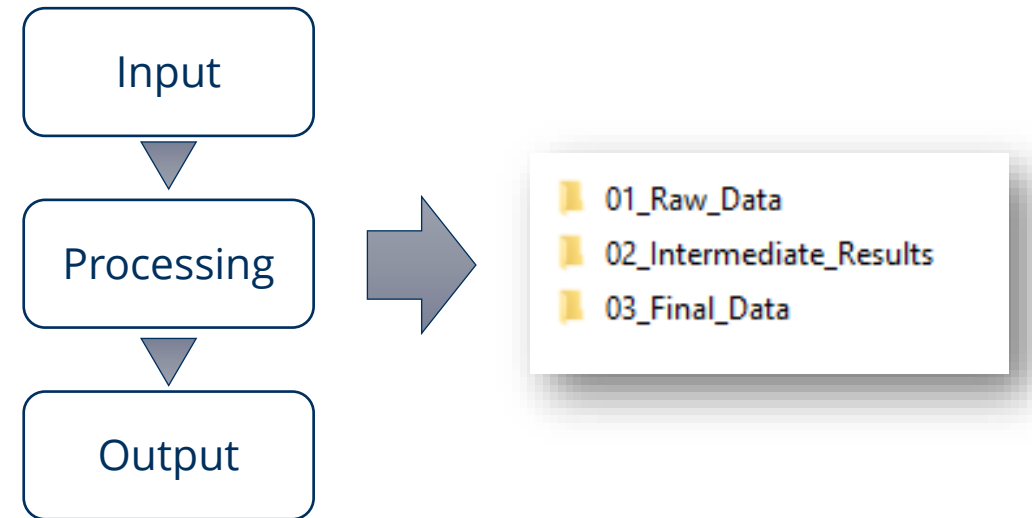 Input
Processing
Output
01_Raw_Data
02_Intermediate_Results
03_Final_Data